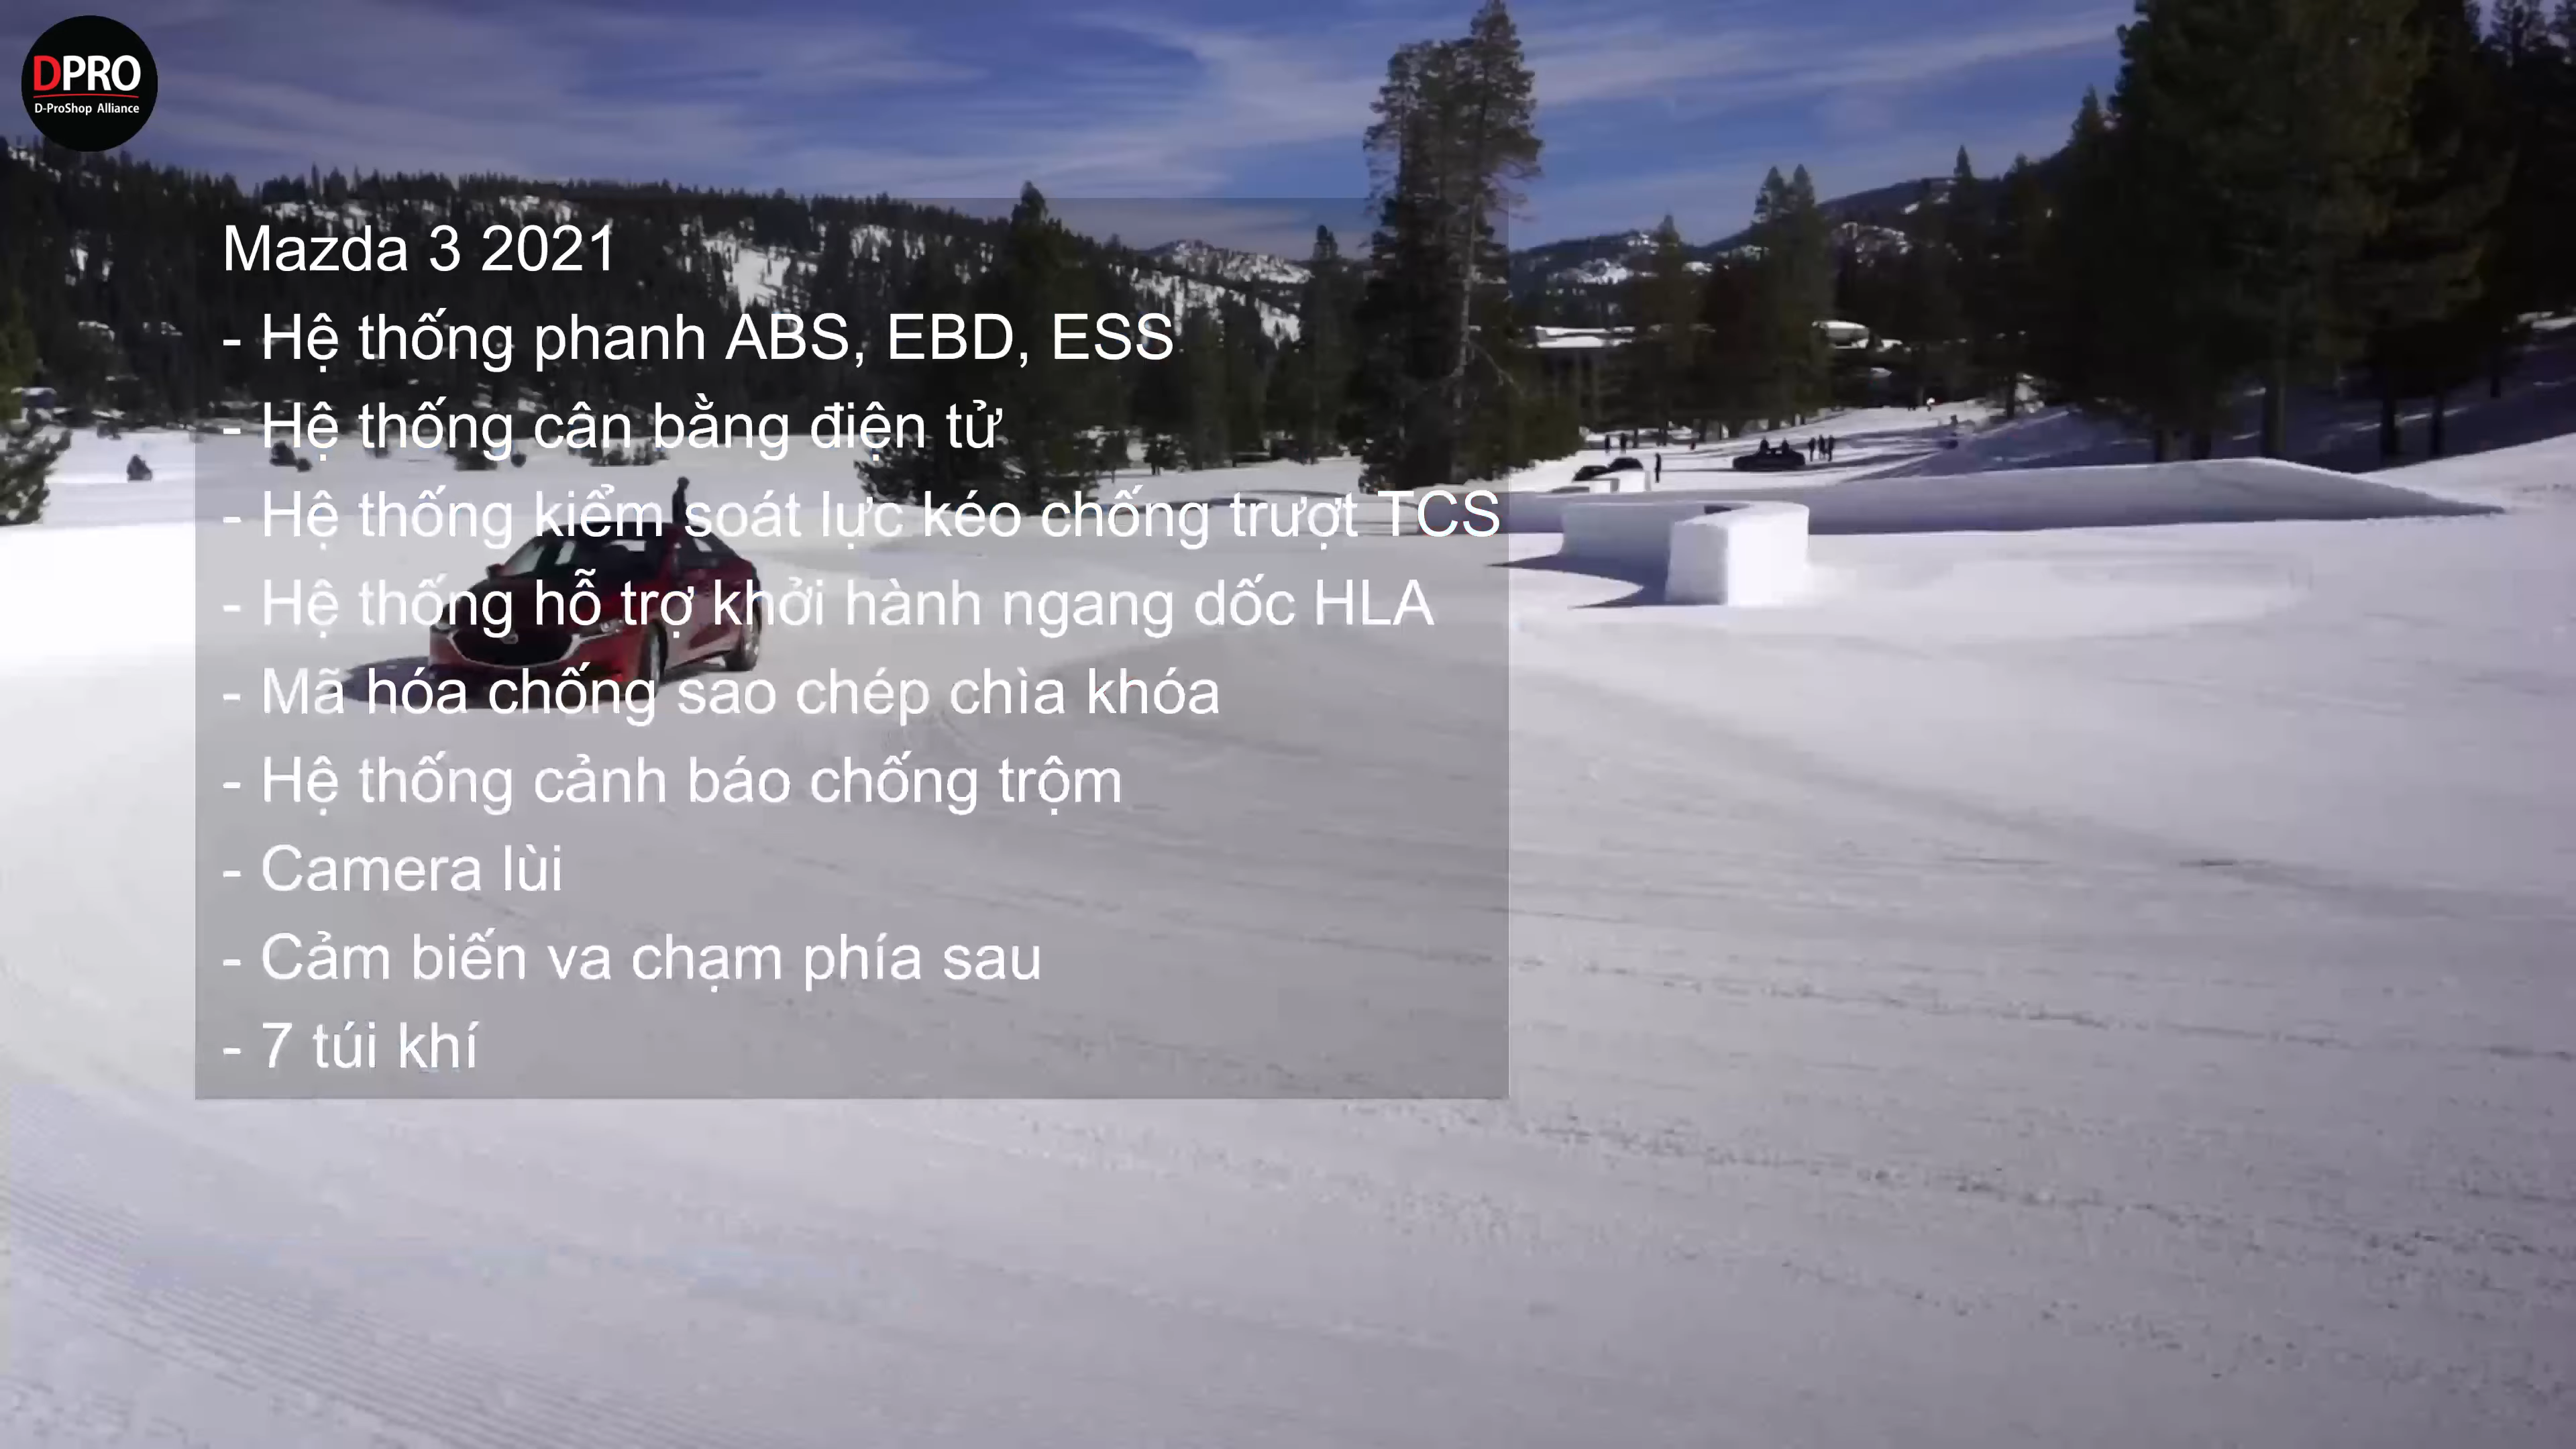 DPRO
D-ProShop Alliance
Mazda 3 2021
- Hệ thống phanh ABS, EBD, ESS
- Hệ thống cân bằng điện tử
- Hệ thống kiểm soát lực kéo chống trượt TCS
- Hệ thống hỗ trợ khởi hành ngang dốc HLA
- Mã hóa chống sao chép chìa khóa
- Hệ thống cảnh báo chống trộm
- Camera lùi
- Cảm biến va chạm phía sau
- 7 túi khí